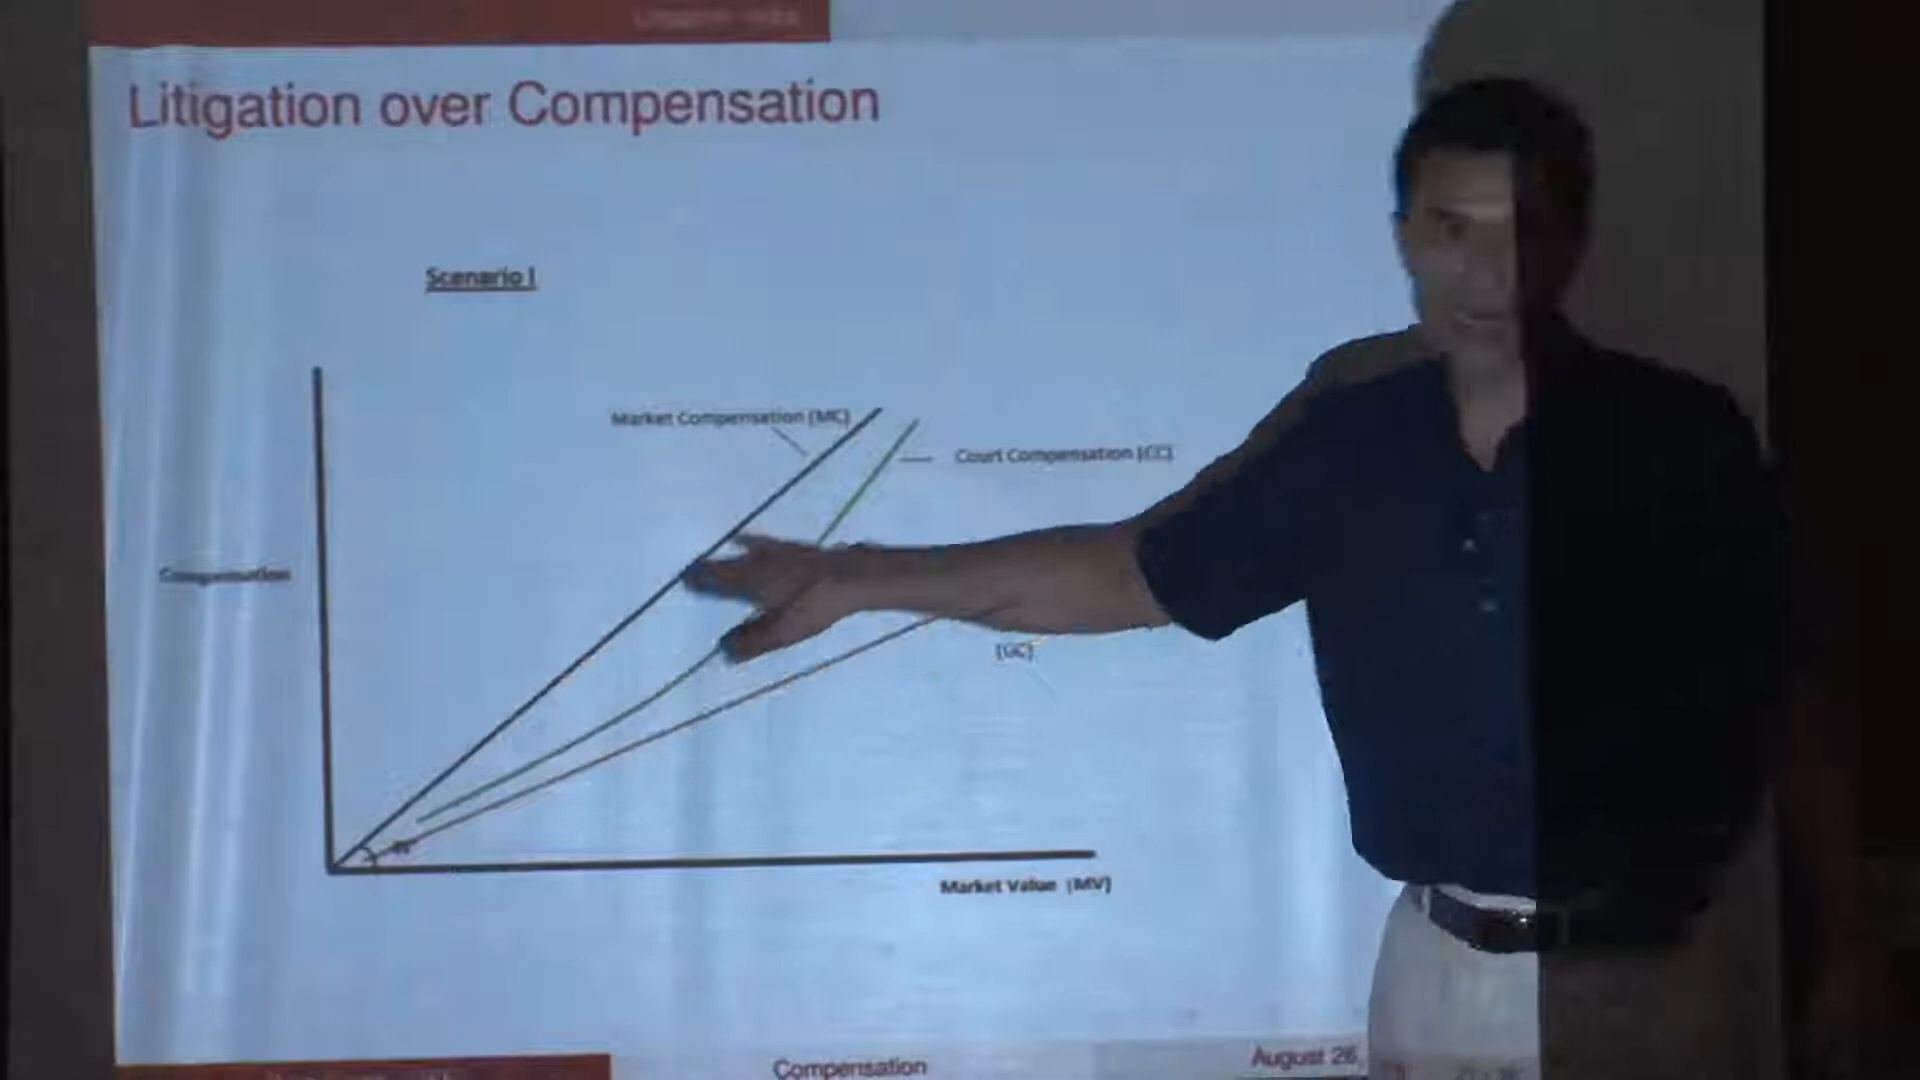 Litigation over Compensation
Scenario I
Market Compensation (MC)
Court Compensation (CC)
Compensation
(GC)
Market Value (MV)
Compensation
August 26,